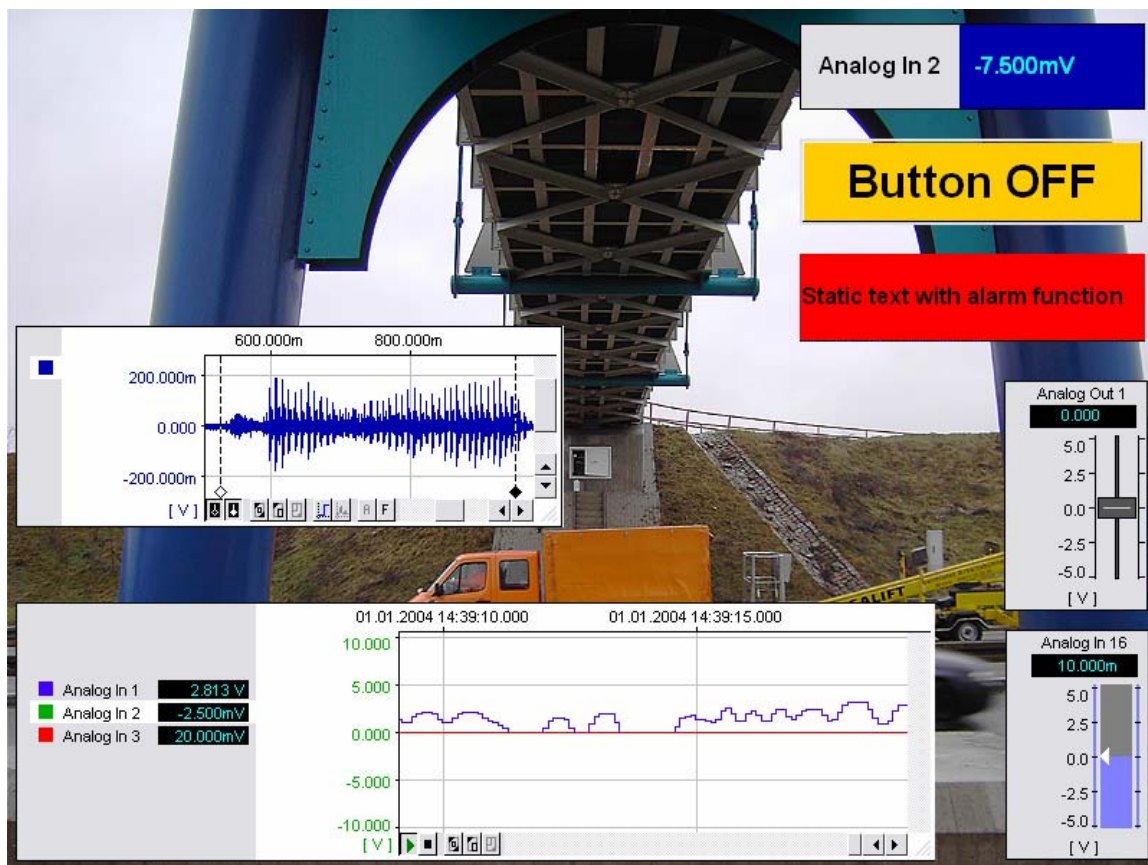 Analog In 2 -7.500mV
Button OFF
Static text with alarm function
600.000m 800.000m
200.000m
0.000
-200.000m
[ V ]
A F
Analog Out 1
0.000
5.0
2.5
0.0
-2.5
-5.0
[ V ]
ALIFT
01.01.2004 14:39:10.000 01.01.2004 14:39:15.000
Analog In 1 2.813 V
Analog In 2 -2.500mV
Analog In 3 20.000mV
10.000
5.000
0.000
-5.000
-10.000
[ V ]
Analog In 16
10.000m
5.0
2.5
0.0
-2.5
-5.0
[ V ]